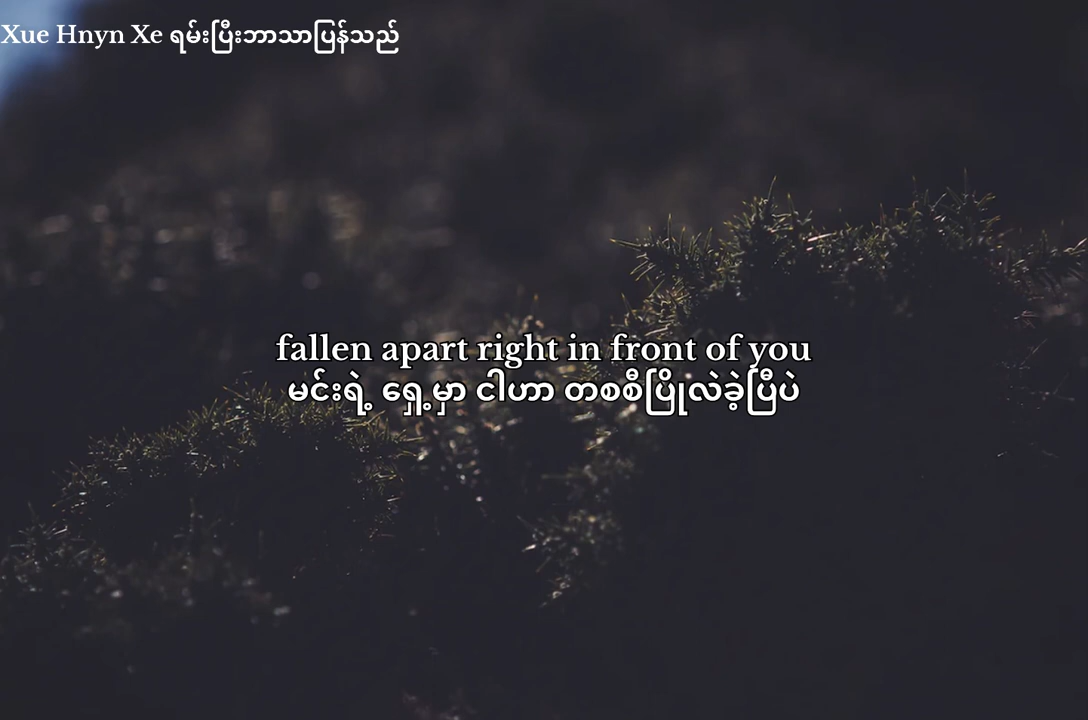 Xue Hnyn Xe ရမ်းပြီးဘာသာပြန်သည်
fallen apart right in front of you
မင်းရဲ့ ရှေ့မှာ ငါဟာ တစစီပြိုလဲခဲ့ပြီပဲ